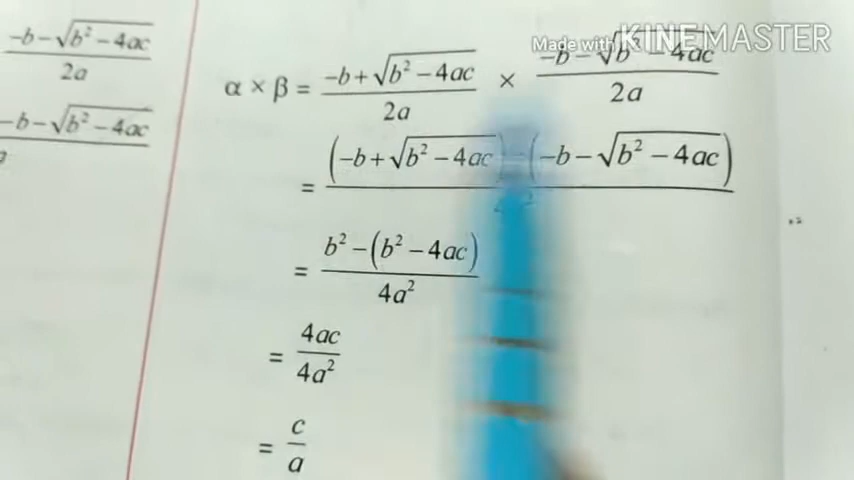 Made with KINEMASTER
-b-√(b²-4ac)
2a
-b-√(b²-4ac)
α × β = (-b+√(b²-4ac))/2a × (-b-√(b²-4ac))/2a
= (-b+√(b²-4ac)) (-b-√(b²-4ac))
= (b²-(b²-4ac))/4a²
= 4ac/4a²
= c/a